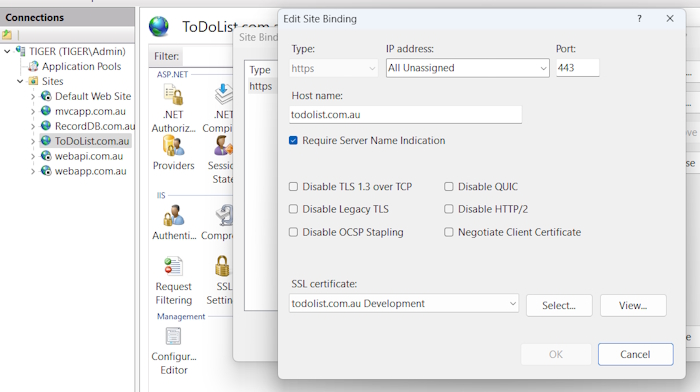 Connections
TIGER (TIGER\Admin)
Application Pools
Sites
Default Web Site
mvcapp.com.au
RecordDB.com.au
ToDoList.com.au
webapi.com.au
webapp.com.au
ToDoList.com.a
Filter:
ASP.NET
.NET
Authoriz...
.NET
Compi
Providers
Session
State
IIS
Authenti...
Compre
Request
Filtering
SSL
Setting
Management
Configur...
Editor
Site Bind
Type
https
Edit Site Binding
Type:
IP address:
Port:
https
All Unassigned
443
Host name:
todolist.com.au
Require Server Name Indication
Disable TLS 1.3 over TCP
Disable QUIC
Disable Legacy TLS
Disable HTTP/2
Disable OCSP Stapling
Negotiate Client Certificate
SSL certificate:
todolist.com.au Development
Select...
View...
OK
Cancel